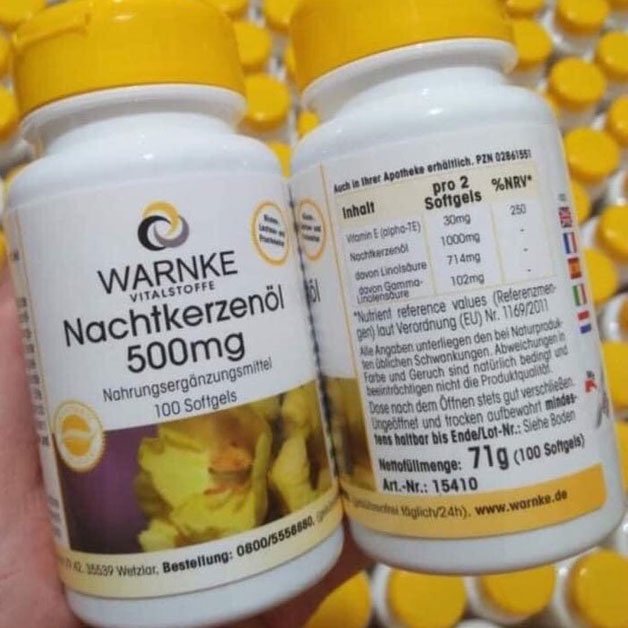 WARNKE
VITALSTOFFE
Nachtkerzenöl
500mg
Nahrungsergänzungsmittel
100 Softgels
35539 Wetzlar, Bestellung: 0800/5556680,
Auch in Ihrer Apotheke erhältlich. PZN 02861551
Inhalt pro 2 Softgels %NRV*
Vitamin E (alpha-TE) 30mg 250
Nachtkerzenöl 1000mg -
davon Linolsäure 714mg -
davon Gamma-Linolensäure 102mg -
*Nutrient reference values (Referenzmen-
gen) laut Verordnung (EU) Nr. 1169/2011
Alle Angaben unterliegen den bei Naturproduk-
ten üblichen Schwankungen. Abweichungen in
Farbe und Geruch sind natürlich bedingt und
beeinträchtigen nicht die Produktqualität.
Dose nach dem Öffnen stets gut verschließen.
Ungeöffnet und trocken aufbewahrt mindes-
tens haltbar bis Ende/Lot-Nr.: Siehe Boden
Nettofüllmenge: 71g (100 Softgels)
Art.-Nr.: 15410
täglich/24h). www.warnke.de